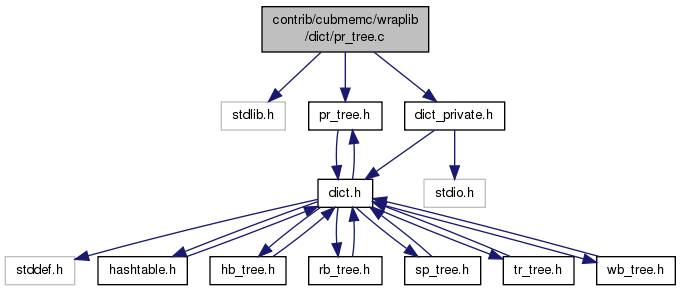 contrib/cubmemc/wraplib
/dict/pr_tree.c
stdlib.h
pr_tree.h
dict_private.h
dict.h
stdio.h
stddef.h
hashtable.h
hb_tree.h
rb_tree.h
sp_tree.h
tr_tree.h
wb_tree.h